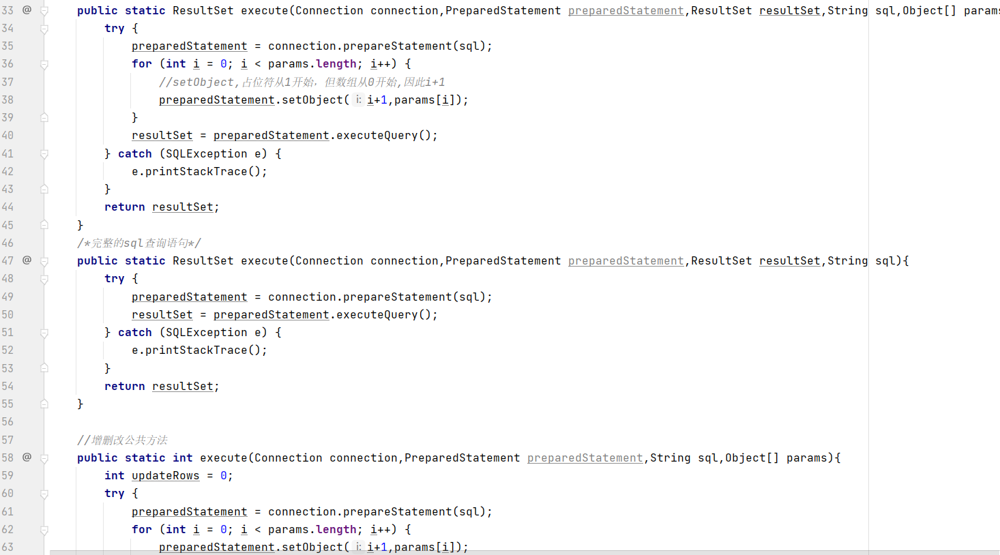 33 @ public static ResultSet execute(Connection connection,PreparedStatement preparedStatement,ResultSet resultSet,String sql,Object[] params
34 try {
35 preparedStatement = connection.prepareStatement(sql);
36 for (int i = 0; i < params.length; i++) {
37 //setObject,占位符从1开始，但数组从0开始,因此i+1
38 preparedStatement.setObject( i: i+1,params[i]);
39 }
40 resultSet = preparedStatement.executeQuery();
41 } catch (SQLException e) {
42 e.printStackTrace();
43 }
44 return resultSet;
45 }
46 /*完整的sql查询语句*/
47 @ public static ResultSet execute(Connection connection,PreparedStatement preparedStatement,ResultSet resultSet,String sql){
48 try {
49 preparedStatement = connection.prepareStatement(sql);
50 resultSet = preparedStatement.executeQuery();
51 } catch (SQLException e) {
52 e.printStackTrace();
53 }
54 return resultSet;
55 }
56
57 //增删改公共方法
58 @ public static int execute(Connection connection,PreparedStatement preparedStatement,String sql,Object[] params){
59 int updateRows = 0;
60 try {
61 preparedStatement = connection.prepareStatement(sql);
62 for (int i = 0; i < params.length; i++) {
63 preparedStatement.setObject( i: i+1,params[i]);